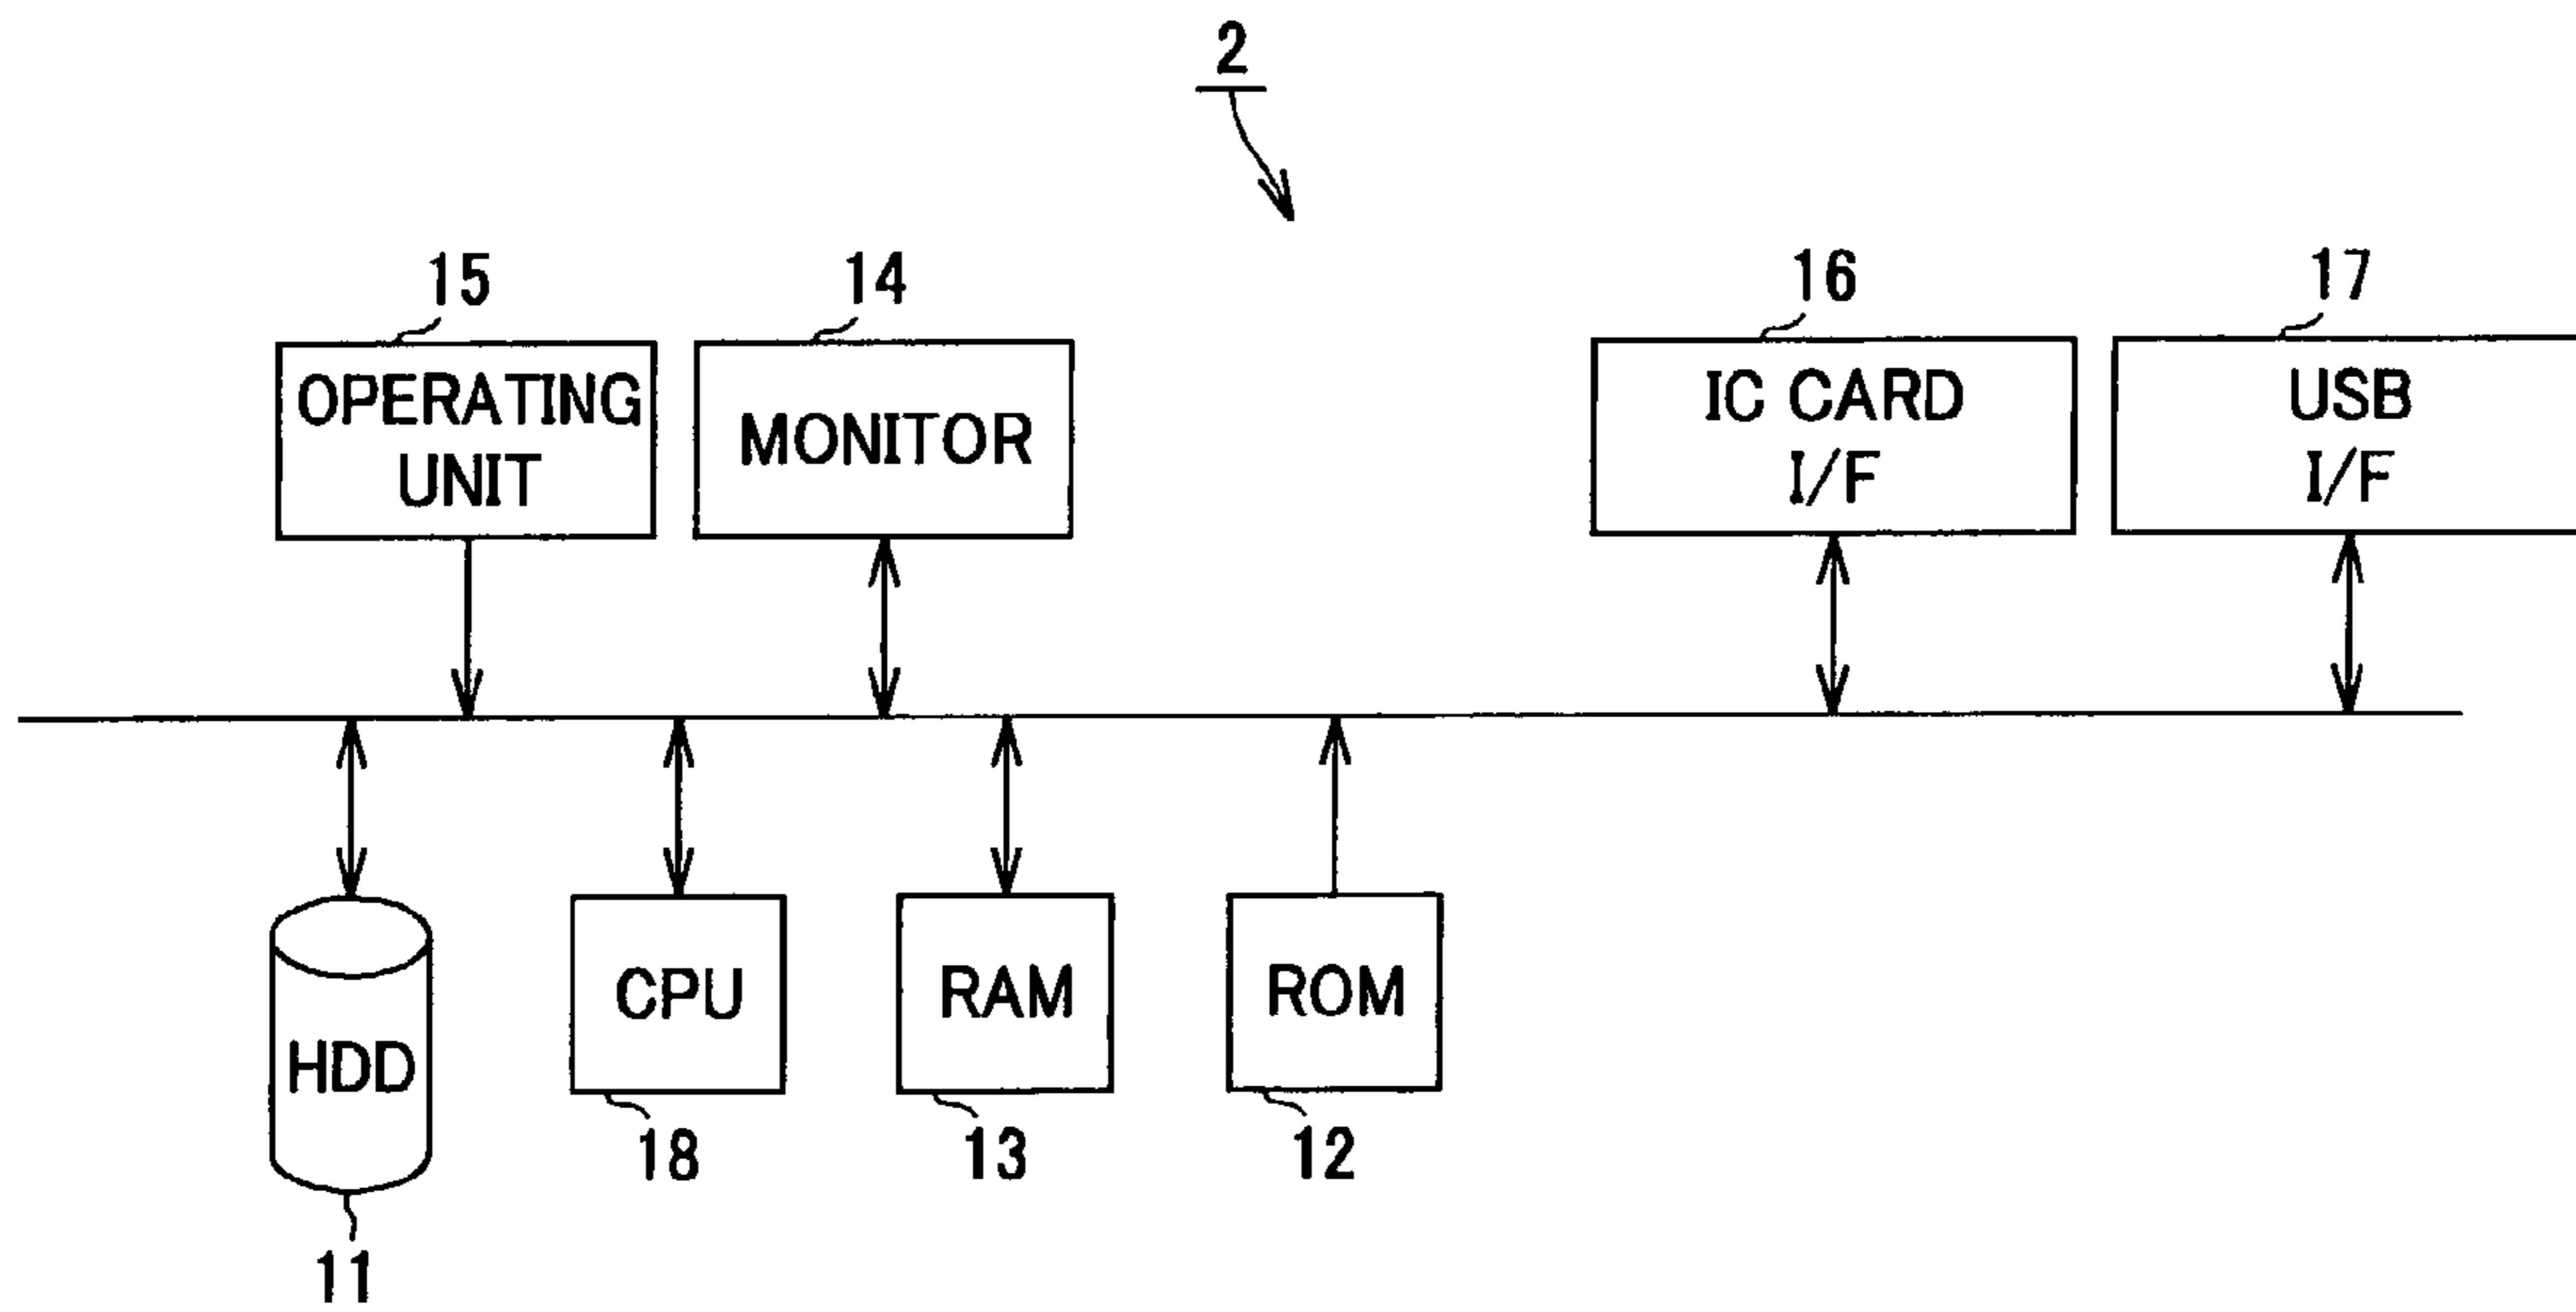 2
15
14
16
17
OPERATING
UNIT
MONITOR
IC CARD
I/F
USB
I/F
HDD
CPU
RAM
ROM
18
13
12
11